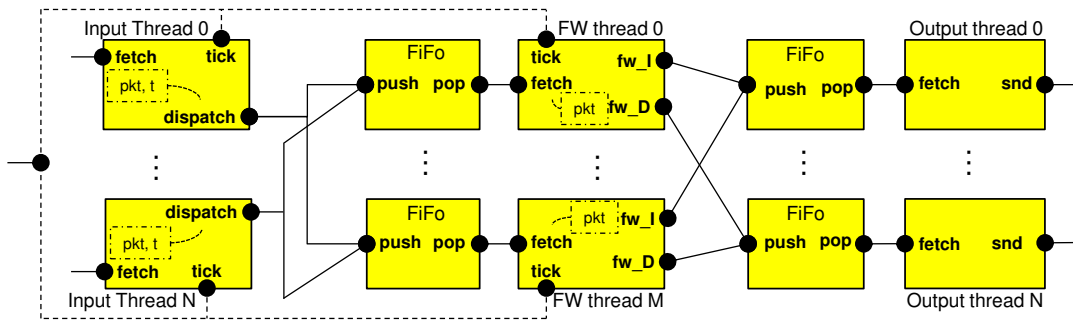 Input Thread 0
fetch
tick
pkt, t
dispatch
FiFo
push pop
FW thread 0
tick
fetch
fw_I
pkt
fw_D
FiFo
push pop
Output thread 0
fetch snd
dispatch
pkt, t
fetch
tick
Input Thread N
FiFo
push pop
pkt
fw_I
fetch
fw_D
tick
FW thread M
FiFo
push pop
fetch snd
Output thread N